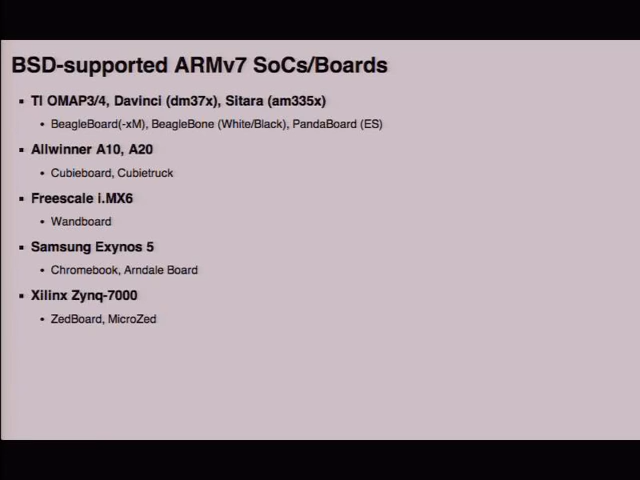 BSD-supported ARMv7 SoCs/Boards
TI OMAP3/4, Davinci (dm37x), Sitara (am335x)
BeagleBoard(-xM), BeagleBone (White/Black), PandaBoard (ES)
Allwinner A10, A20
Cubieboard, Cubietruck
Freescale i.MX6
Wandboard
Samsung Exynos 5
Chromebook, Arndale Board
Xilinx Zynq-7000
ZedBoard, MicroZed